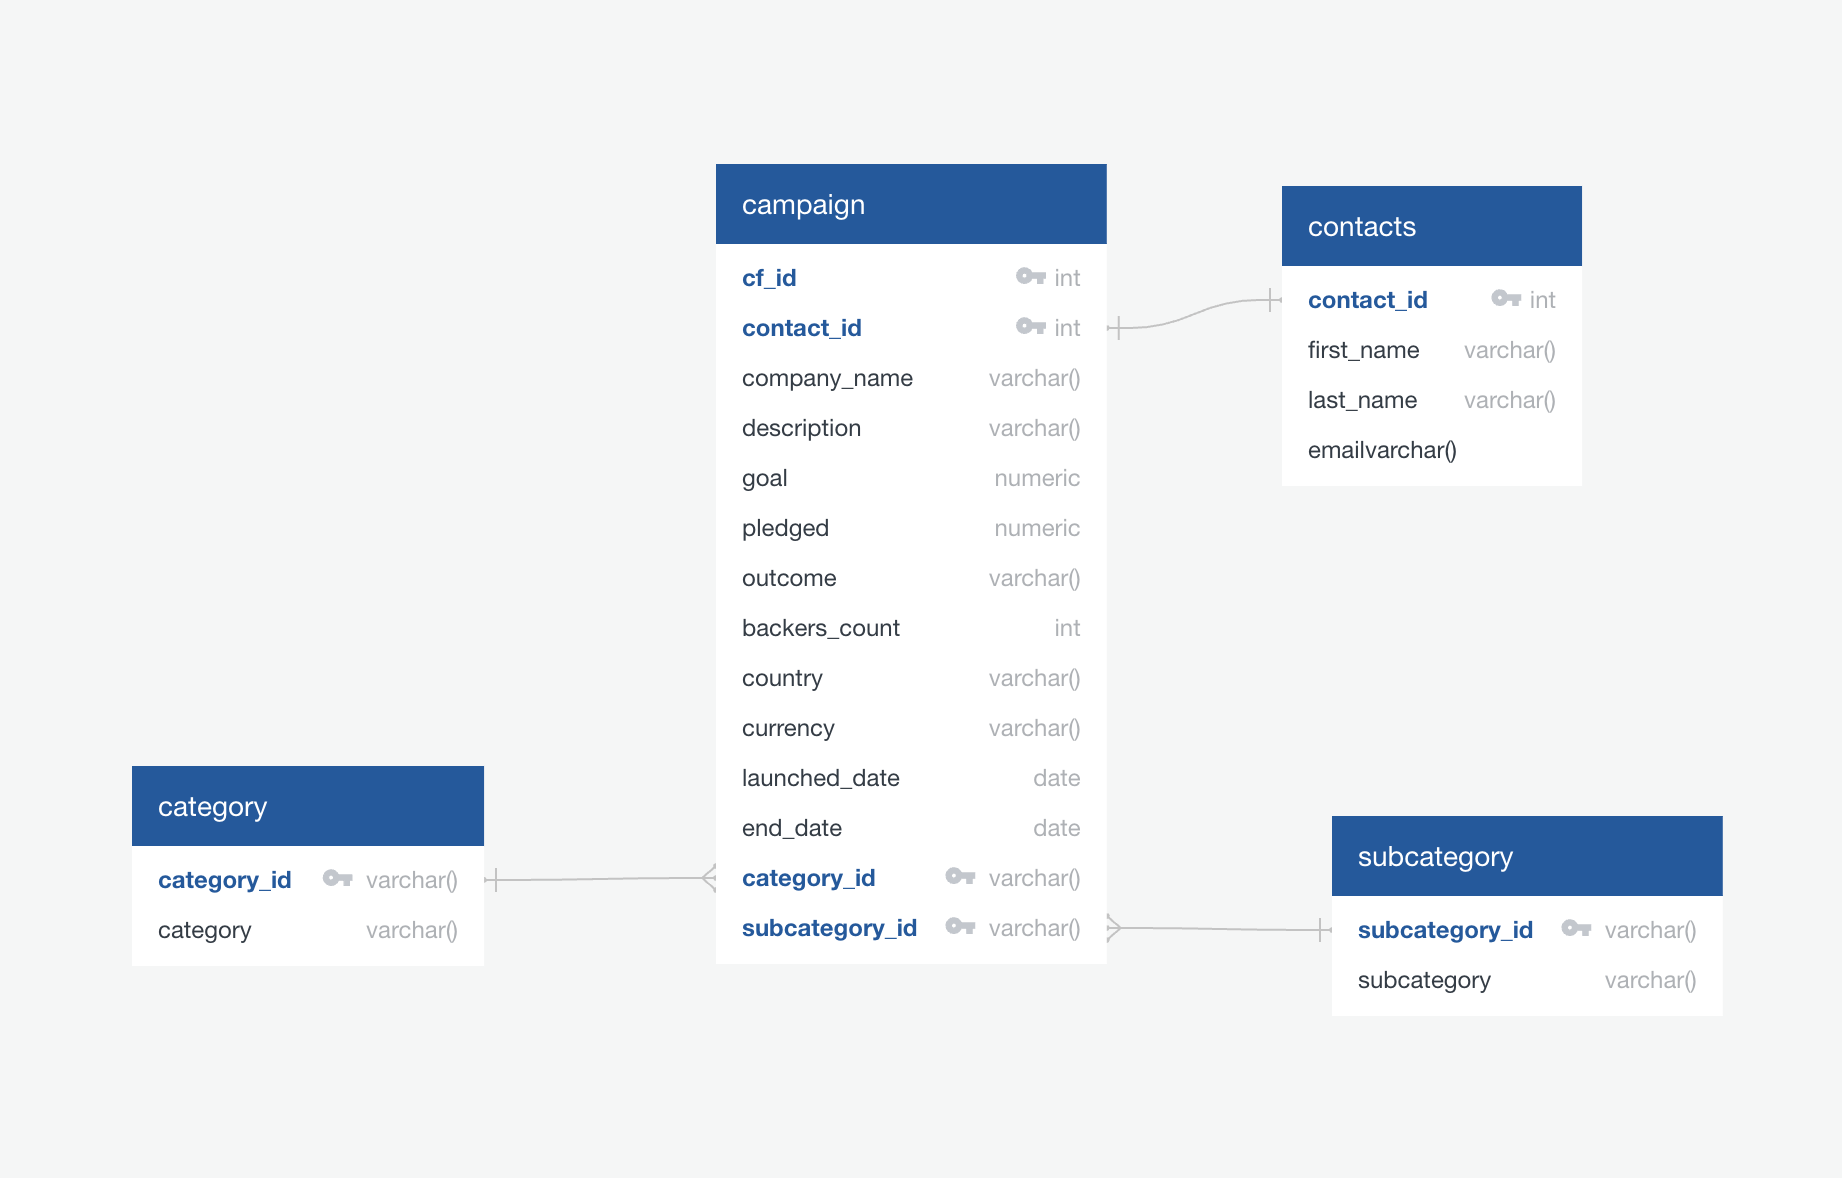 campaign
cf_id int
contact_id int
company_name varchar()
description varchar()
goal numeric
pledged numeric
outcome varchar()
backers_count int
country varchar()
currency varchar()
launched_date date
end_date date
category_id varchar()
subcategory_id varchar()
contacts
contact_id int
first_name varchar()
last_name varchar()
emailvarchar()
category
category_id varchar()
category varchar()
subcategory
subcategory_id varchar()
subcategory varchar()